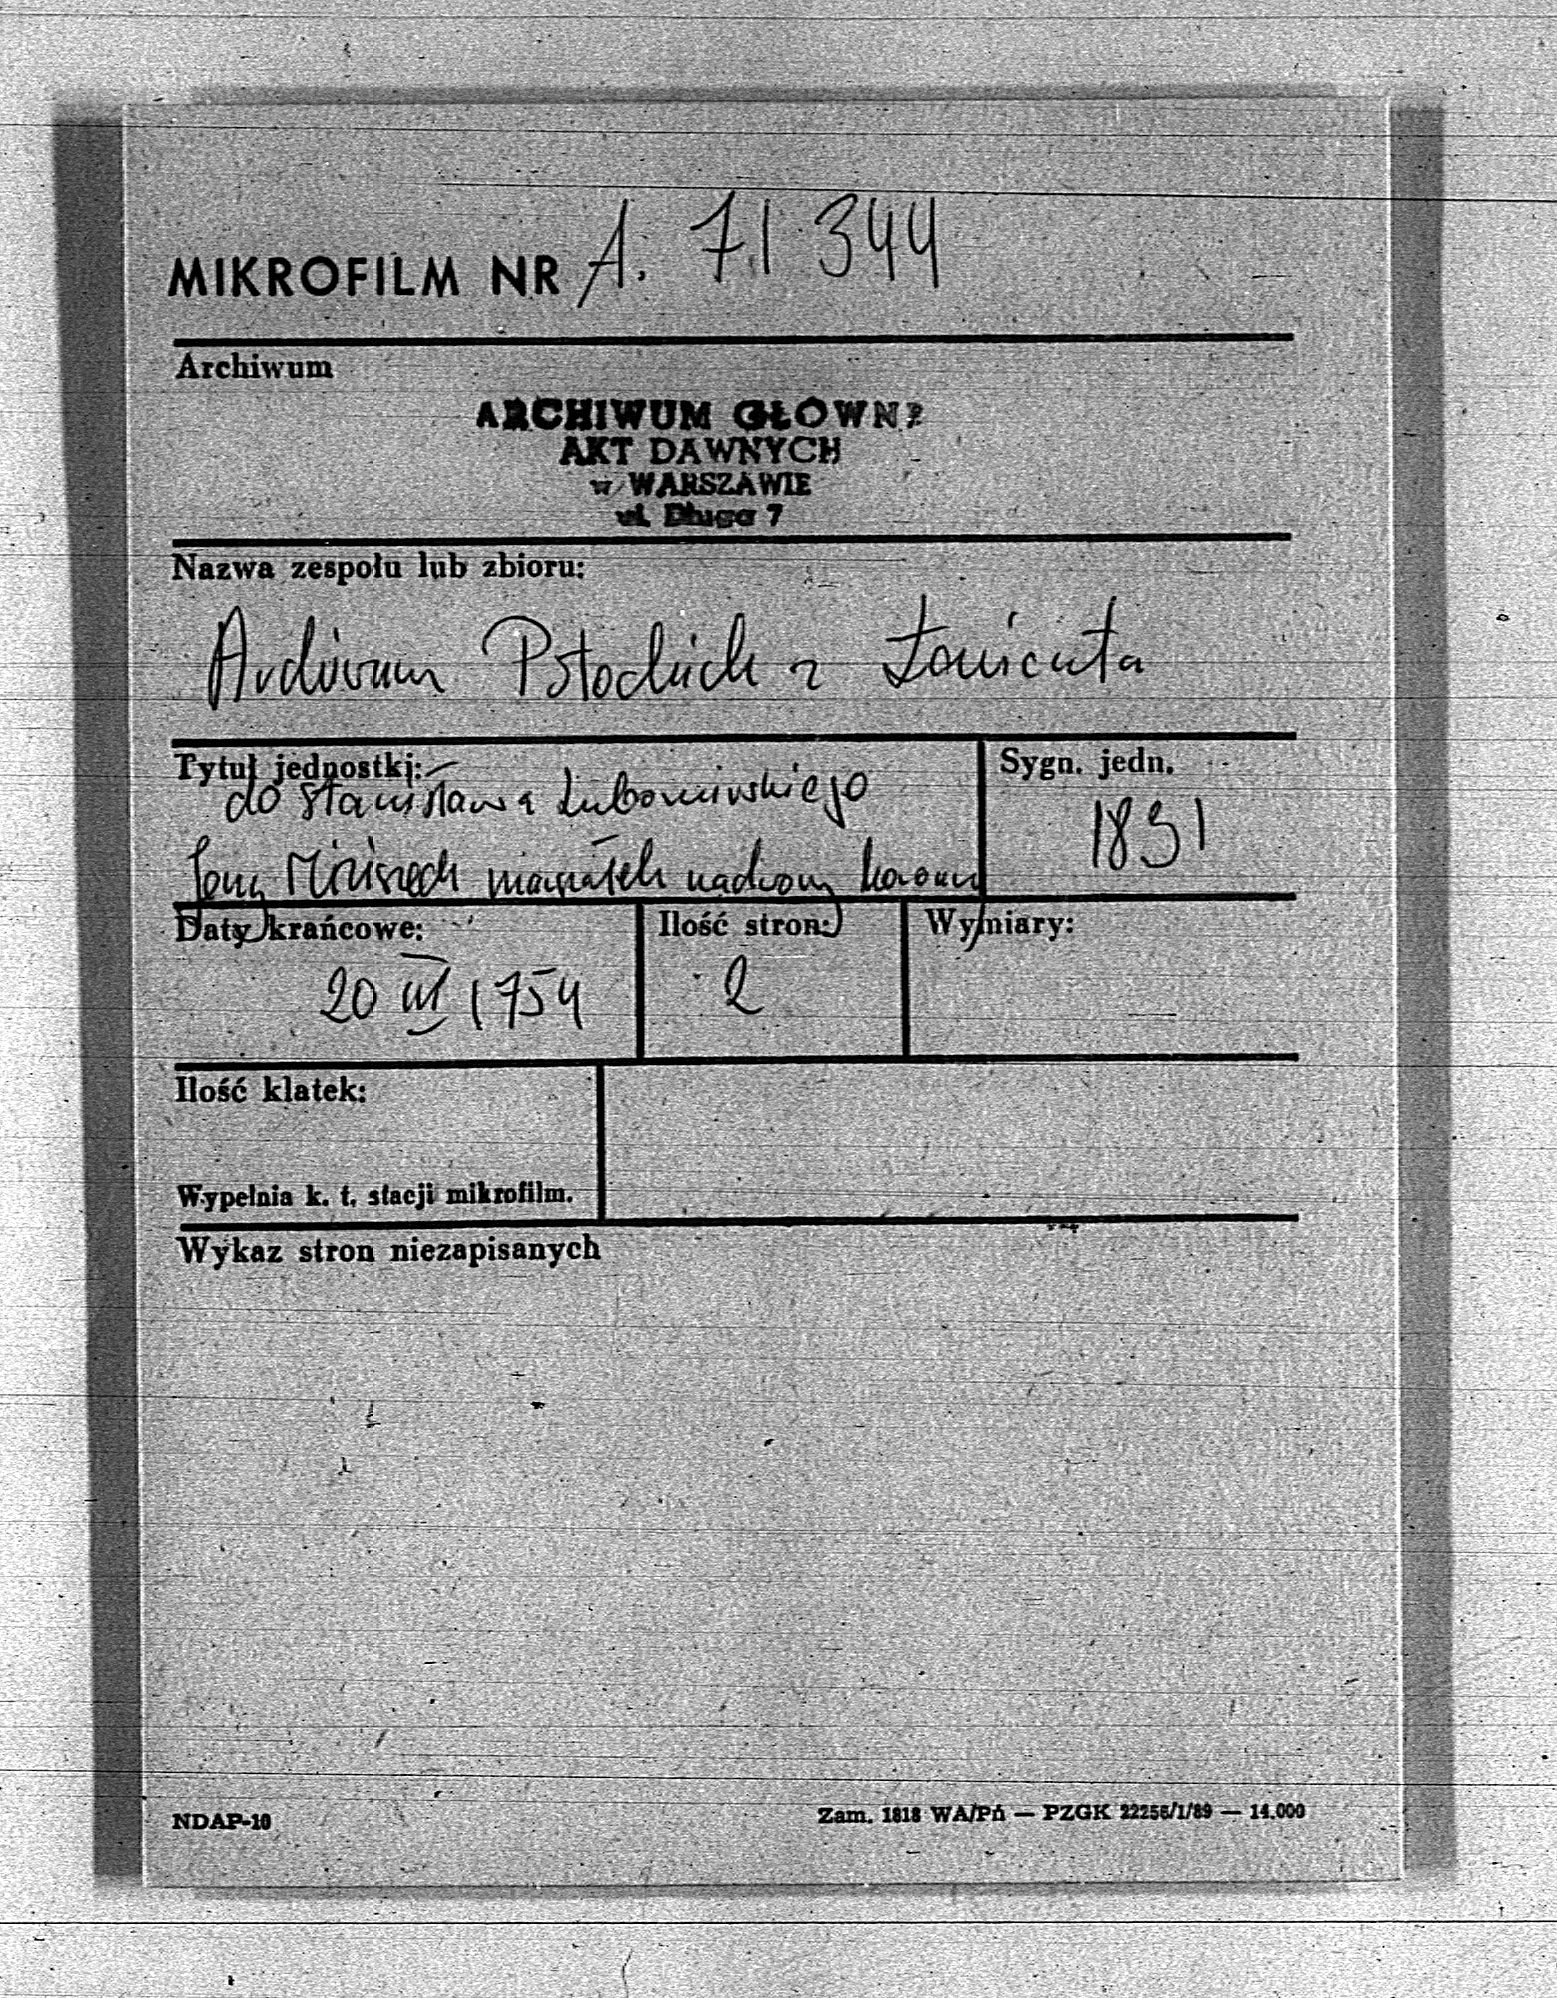 MIKROFILM NR A. 71344
Archiwum
ARCHIWUM GŁÓWNE
AKT DAWNYCH
w WARSZAWIE
ul. Długa 7
Nazwa zespołu lub zbioru:
Archiwum Potockich z Łańcuta
Tytuł jednostki:
do Stanisława Lubomirskiego
Jerzy Mniszech marszałek nadworny koronny
Sygn. jedn.
1831
Daty krańcowe:
20 III 1754
Ilość stron:
2
Wymiary:
Ilość klatek:
Wypełnia k. t. stacji mikrofilm.
Wykaz stron niezapisanych
NDAP-10
Zam. 1818 WA/Pń — PZGK 22256/1/89 — 14.000